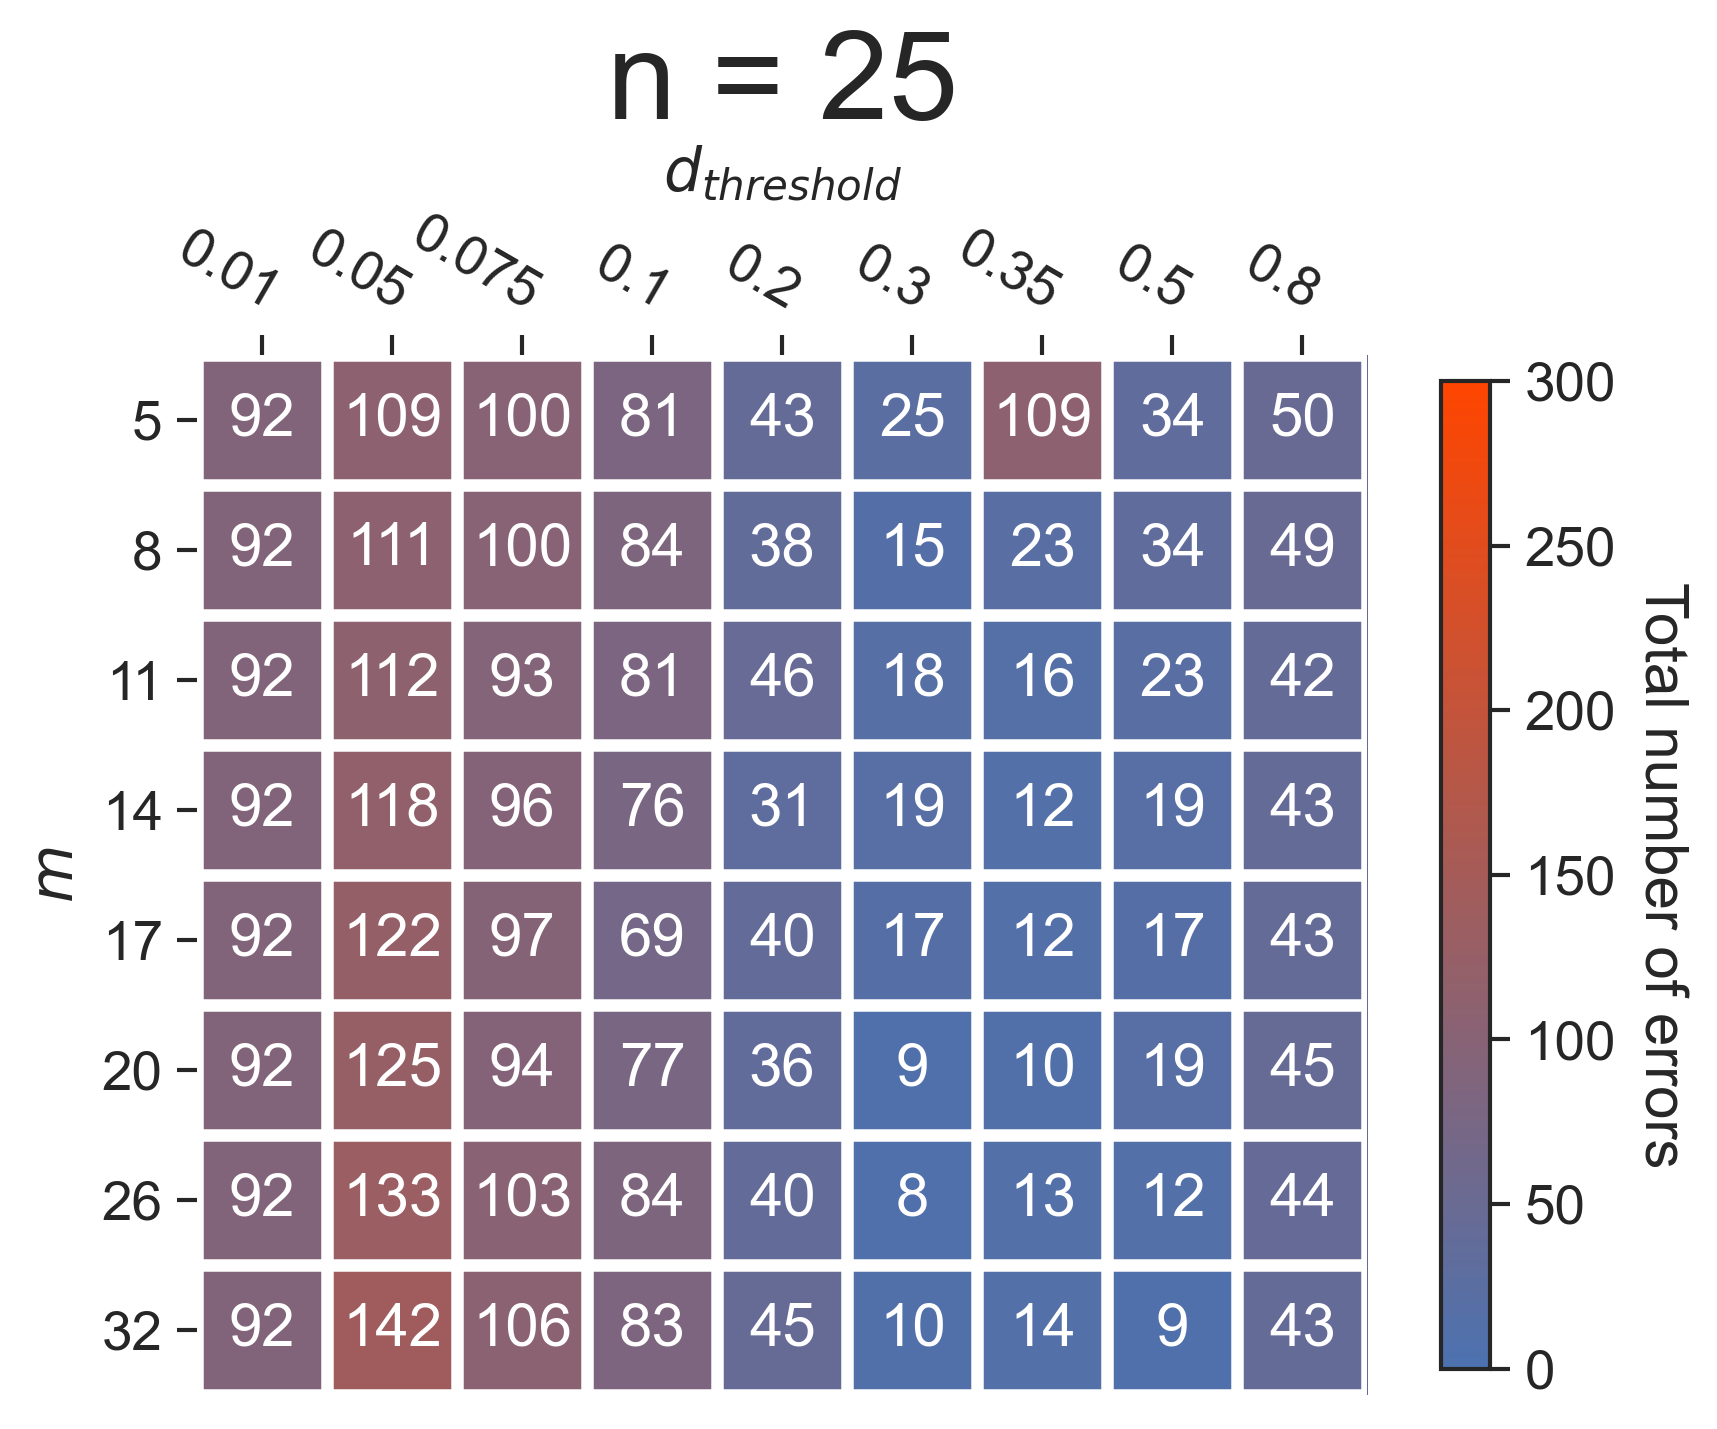 n = 25
d_threshold
0.01 0.05 0.075 0.1 0.2 0.3 0.35 0.5 0.8
5 92 109 100 81 43 25 109 34 50
8 92 111 100 84 38 15 23 34 49
11 92 112 93 81 46 18 16 23 42
14 92 118 96 76 31 19 12 19 43
17 92 122 97 69 40 17 12 17 43
20 92 125 94 77 36 9 10 19 45
26 92 133 103 84 40 8 13 12 44
32 92 142 106 83 45 10 14 9 43
m
300
250
200
150
100
50
0
Total number of errors